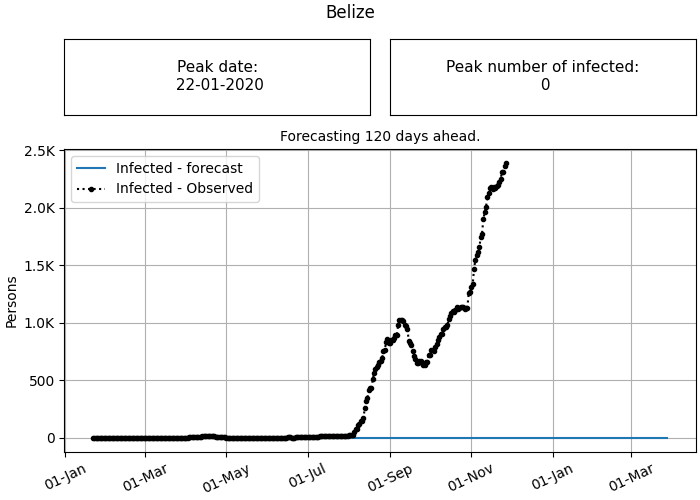 Belize
Peak date:
22-01-2020
Peak number of infected:
0
Forecasting 120 days ahead.
Infected - forecast
Infected - Observed
2.5K
2.0K
1.5K
1.0K
500
0
Persons
01-Jan
01-Mar
01-May
01-Jul
01-Sep
01-Nov
01-Jan
01-Mar